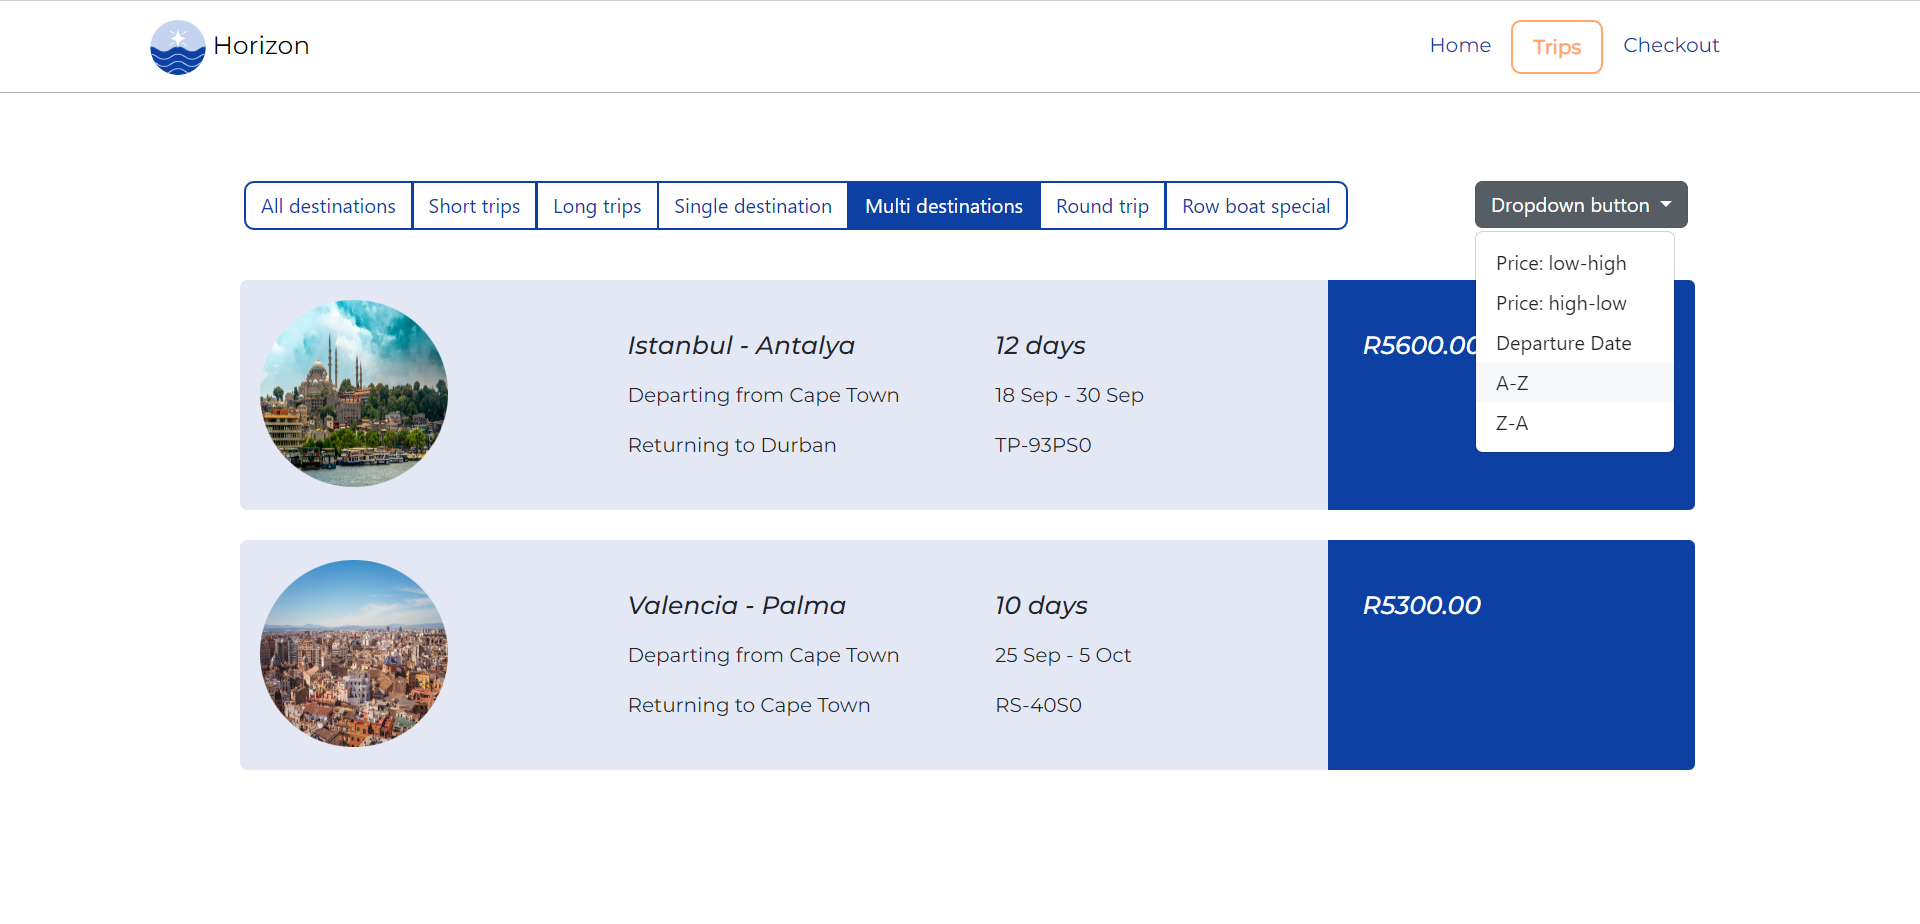 Horizon
Home
Trips
Checkout
All destinations
Short trips
Long trips
Single destination
Multi destinations
Round trip
Row boat special
Dropdown button
Price: low-high
Price: high-low
Departure Date
A-Z
Z-A
Istanbul - Antalya
12 days
R5600.00
Departing from Cape Town
18 Sep - 30 Sep
Returning to Durban
TP-93PS0
Valencia - Palma
10 days
R5300.00
Departing from Cape Town
25 Sep - 5 Oct
Returning to Cape Town
RS-40S0